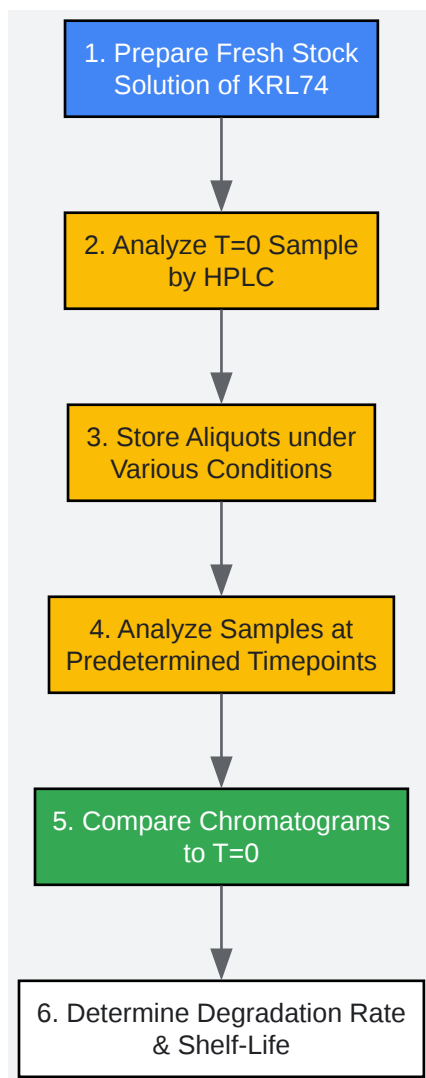 1. Prepare Fresh Stock
Solution of KRL74
2. Analyze T=0 Sample
by HPLC
3. Store Aliquots under
Various Conditions
4. Analyze Samples at
Predetermined Timepoints
5. Compare Chromatograms
to T=0
6. Determine Degradation Rate
& Shelf-Life